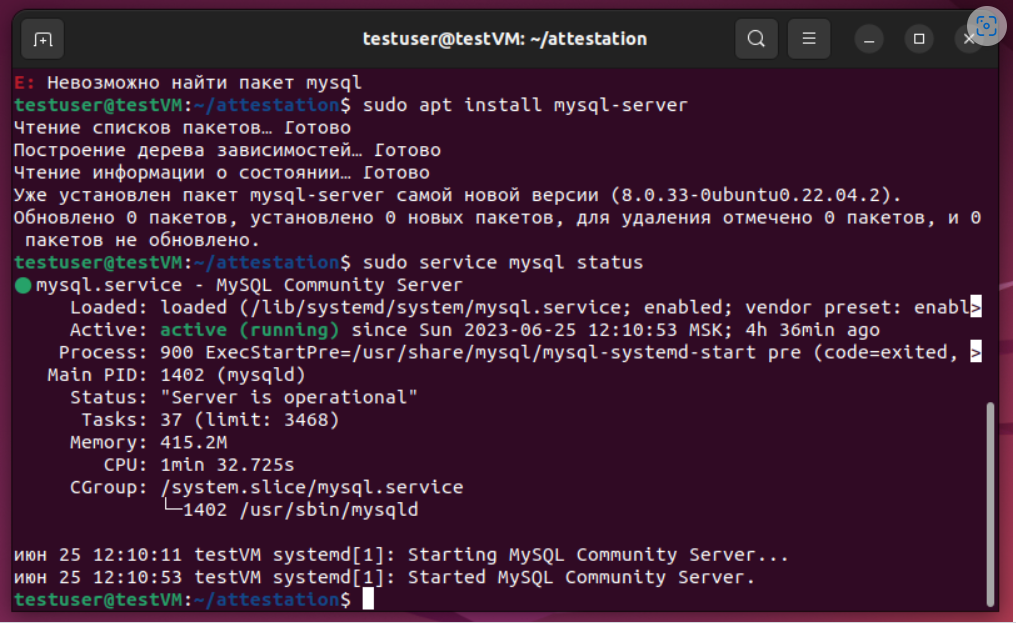 testuser@testVM: ~/attestation
E: Невозможно найти пакет mysql
testuser@testVM:~/attestation$ sudo apt install mysql-server
Чтение списков пакетов… Готово
Построение дерева зависимостей… Готово
Чтение информации о состоянии… Готово
Уже установлен пакет mysql-server самой новой версии (8.0.33-0ubuntu0.22.04.2).
Обновлено 0 пакетов, установлено 0 новых пакетов, для удаления отмечено 0 пакетов, и 0
пакетов не обновлено.
testuser@testVM:~/attestation$ sudo service mysql status
● mysql.service - MySQL Community Server
Loaded: loaded (/lib/systemd/system/mysql.service; enabled; vendor preset: enabl>
Active: active (running) since Sun 2023-06-25 12:10:53 MSK; 4h 36min ago
Process: 900 ExecStartPre=/usr/share/mysql/mysql-systemd-start pre (code=exited, >
Main PID: 1402 (mysqld)
Status: "Server is operational"
Tasks: 37 (limit: 3468)
Memory: 415.2M
CPU: 1min 32.725s
CGroup: /system.slice/mysql.service
└─1402 /usr/sbin/mysqld
июн 25 12:10:11 testVM systemd[1]: Starting MySQL Community Server...
июн 25 12:10:53 testVM systemd[1]: Started MySQL Community Server.
testuser@testVM:~/attestation$